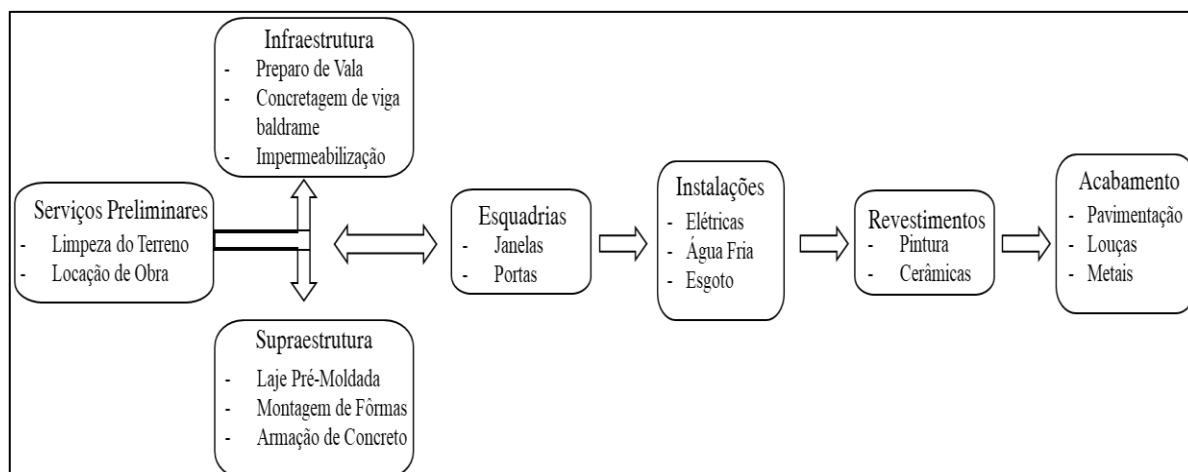 Infraestrutura
- Preparo de Vala
- Concretagem de viga
baldrame
- Impermeabilização
Serviços Preliminares
- Limpeza do Terreno
- Locação de Obra
Supraestrutura
- Laje Pré-Moldada
- Montagem de Fôrmas
- Armação de Concreto
Esquadrias
- Janelas
- Portas
Instalações
- Elétricas
- Água Fria
- Esgoto
Revestimentos
- Pintura
- Cerâmicas
Acabamento
- Pavimentação
- Louças
- Metais